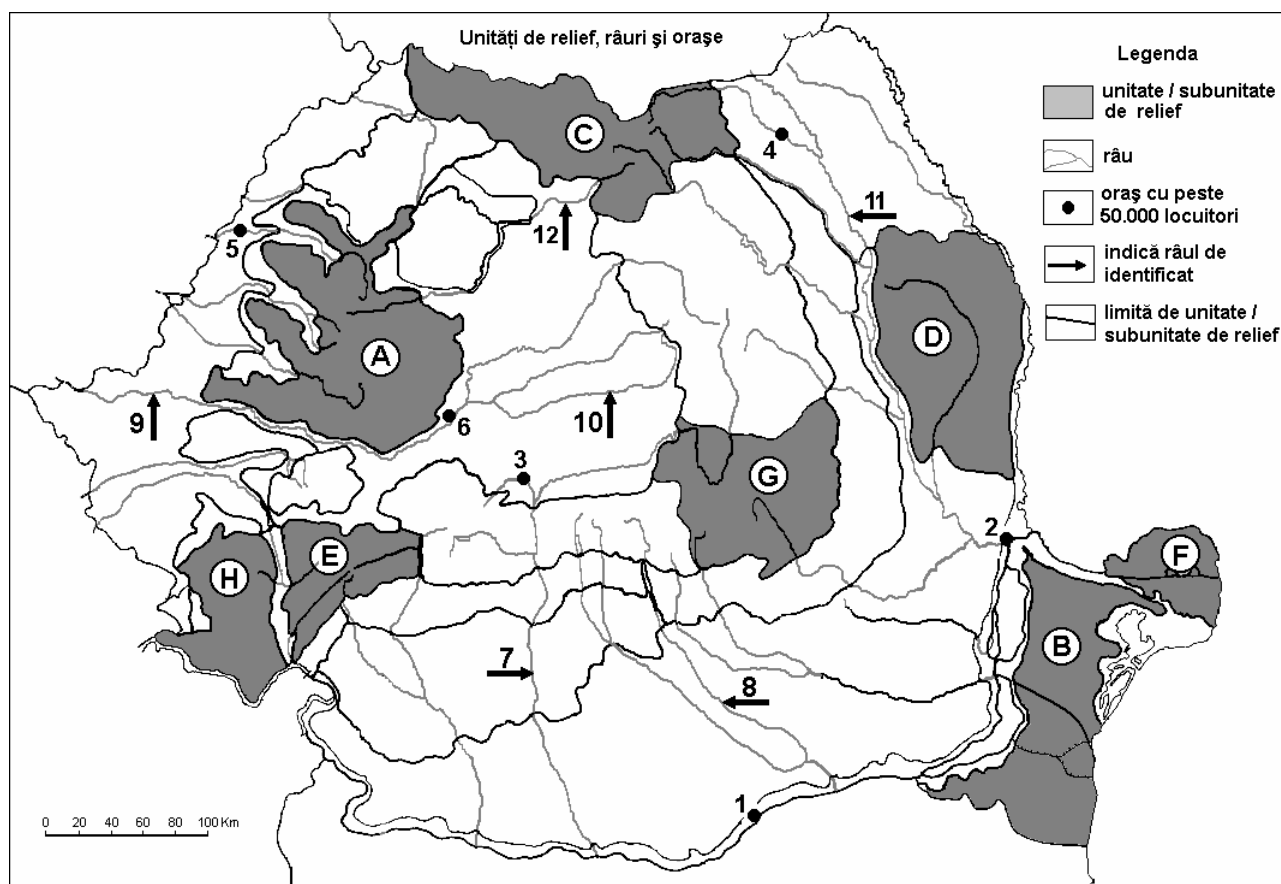 Unităţi de relief, râuri şi oraşe
Legenda
unitate / subunitate
de relief
râu
oraş cu peste
50.000 locuitori
indică râul de
identificat
limită de unitate /
subunitate de relief
C
4
11
5
12
A
D
9
6
10
3
G
2
F
H
E
B
7
8
1
0 20 40 60 80 100 Km